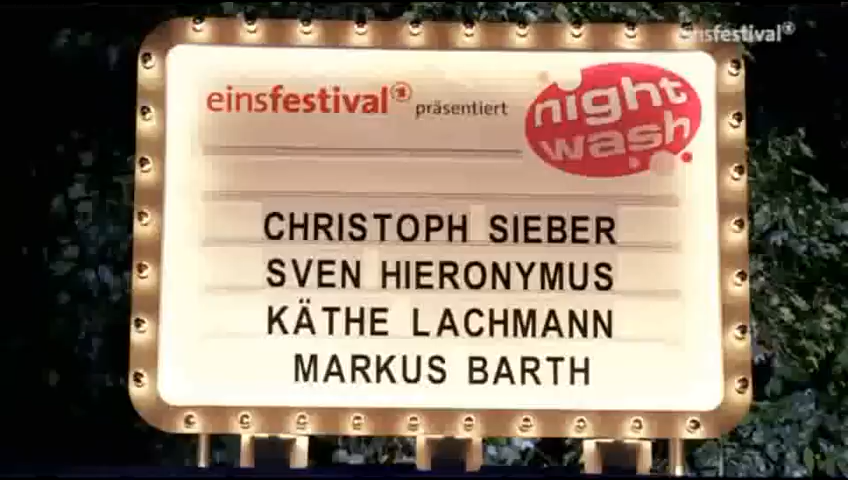 einsfestival
einsfestival präsentiert
night
wash
CHRISTOPH SIEBER
SVEN HIERONYMUS
KÄTHE LACHMANN
MARKUS BARTH